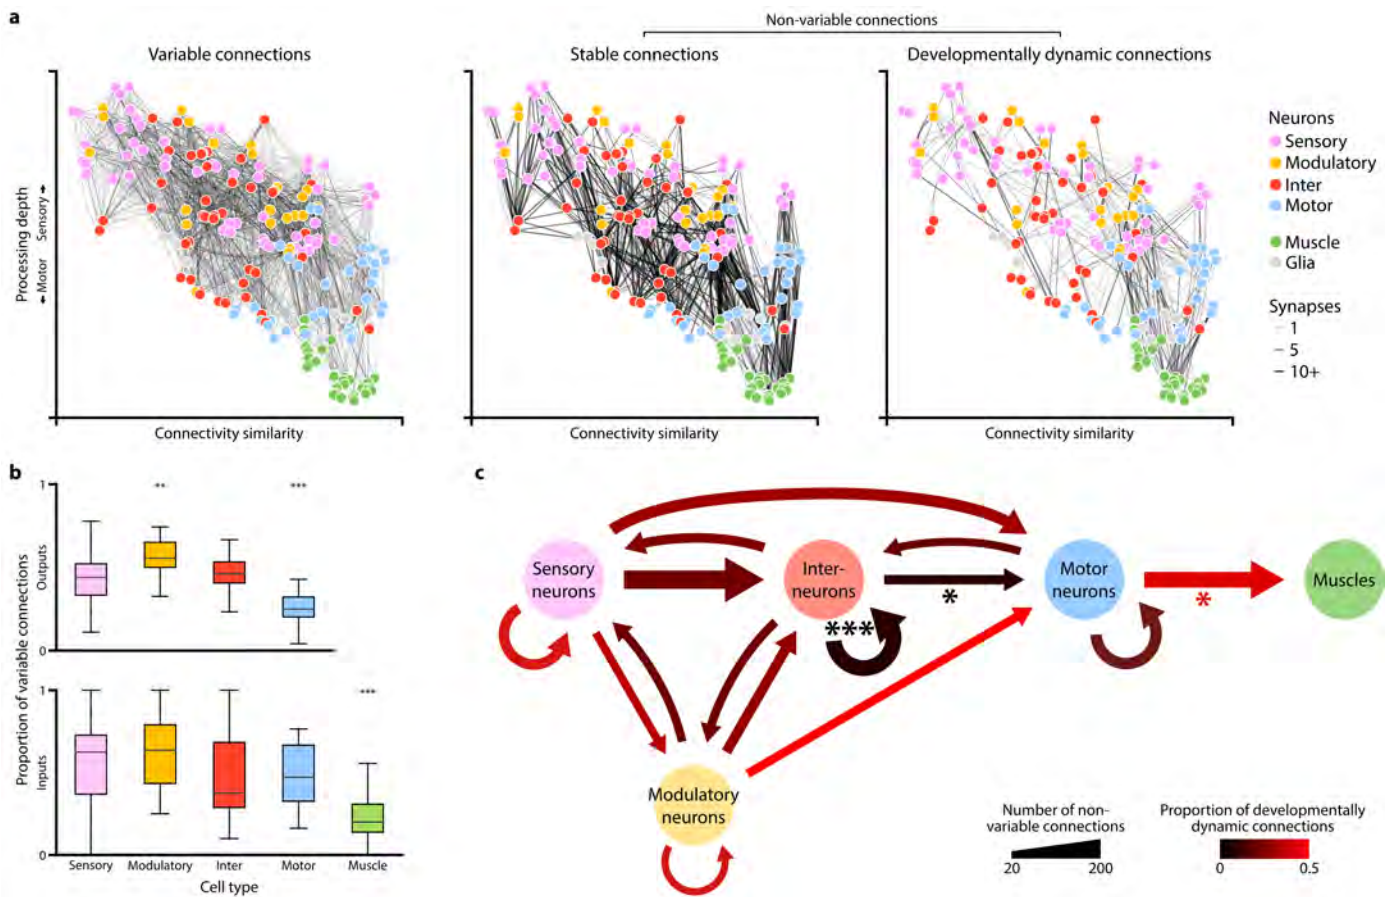 a
Non-variable connections
Variable connections
Stable connections
Developmentally dynamic connections
Processing depth
Motor Sensory
Connectivity similarity
Connectivity similarity
Connectivity similarity
Neurons
Sensory
Modulatory
Inter
Motor
Muscle
Glia
Synapses
1
5
10+
b
Proportion of variable connections
Outputs
1
0
**
***
Inputs
1
0
***
Sensory
Modulatory
Inter
Motor
Muscle
Cell type
c
Sensory
neurons
Inter-
neurons
Motor
neurons
Muscles
***
*
*
Modulatory
neurons
Number of non-
variable connections
20
200
Proportion of developmentally
dynamic connections
0
0.5